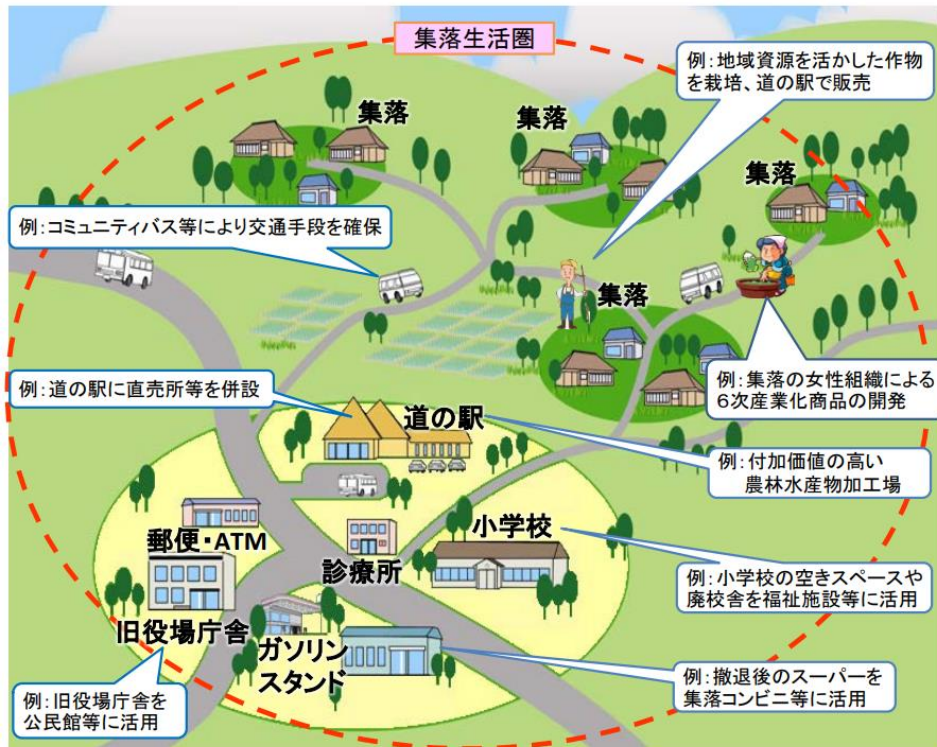 集落生活圏
例：地域資源を活かした作物
を栽培、道の駅で販売
集落
集落
集落
例：コミュニティバス等により交通手段を確保
集落
例：集落の女性組織による
６次産業化商品の開発
例：道の駅に直売所等を併設
道の駅
例：付加価値の高い
農林水産物加工場
小学校
郵便・ATM
診療所
例：小学校の空きスペースや
廃校舎を福祉施設等に活用
旧役場庁舎
ガソリン
スタンド
例：撤退後のスーパーを
集落コンビニ等に活用
例：旧役場庁舎を
公民館等に活用